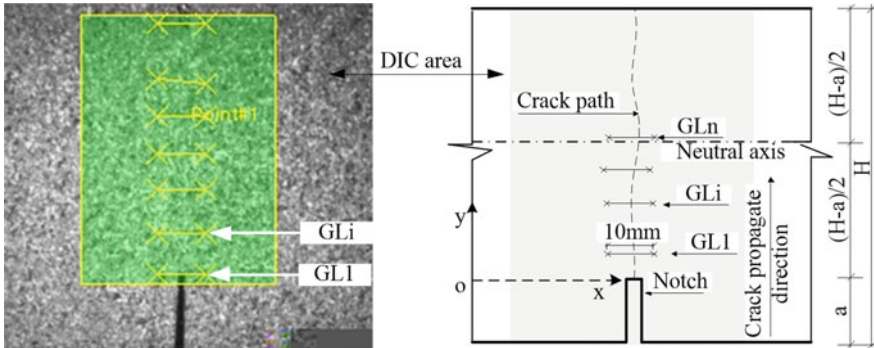 Point#1
GLi
GL1
DIC area
Crack path
GLn
Neutral axis
GLi
10mm
GL1
y
o
x
Notch
Crack propagate
direction
(H-a)/2
(H-a)/2
a
H